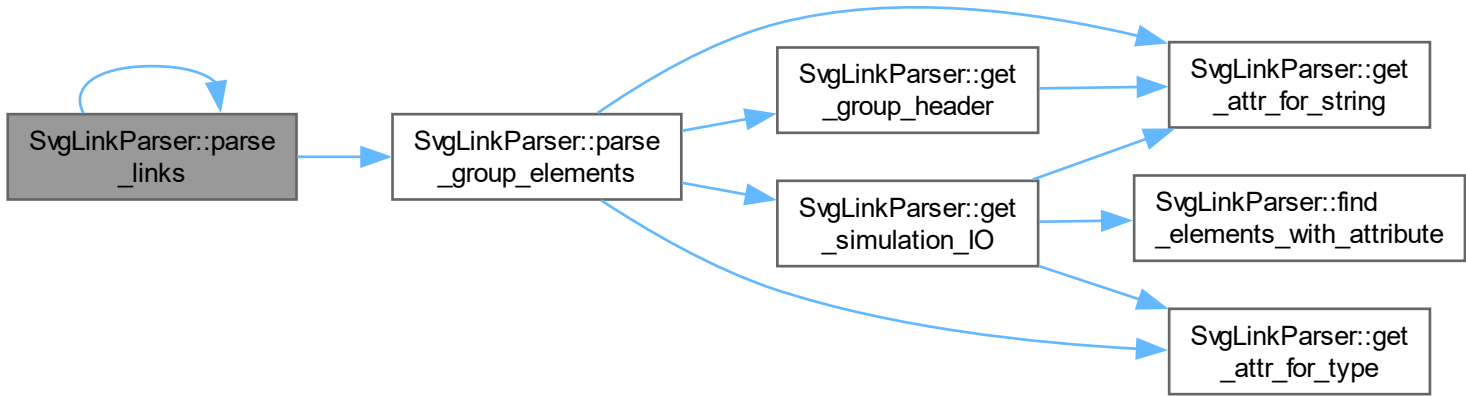 SvgLinkParser::parse
_links
SvgLinkParser::parse
_group_elements
SvgLinkParser::get
_group_header
SvgLinkParser::get
_simulation_IO
SvgLinkParser::get
_attr_for_string
SvgLinkParser::find
_elements_with_attribute
SvgLinkParser::get
_attr_for_type